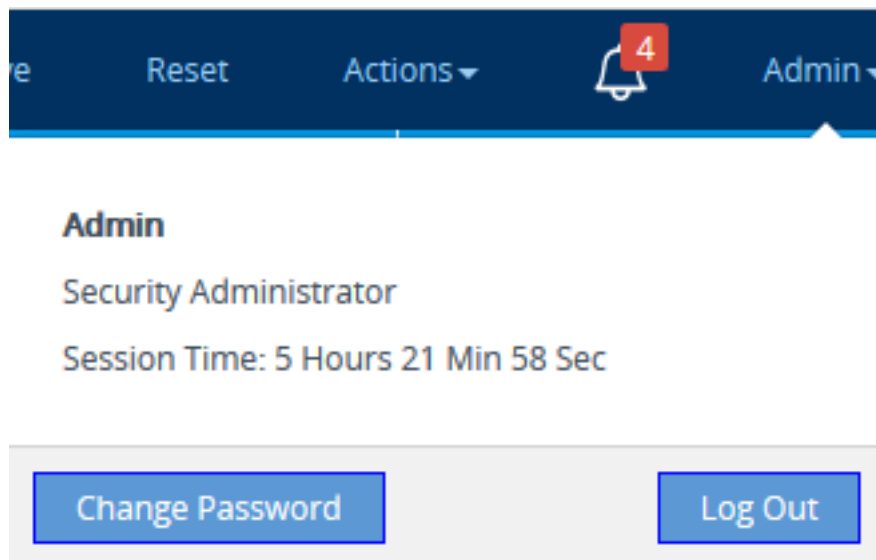 Reset Actions 4 Admin
Admin
Security Administrator
Session Time: 5 Hours 21 Min 58 Sec
Change Password Log Out